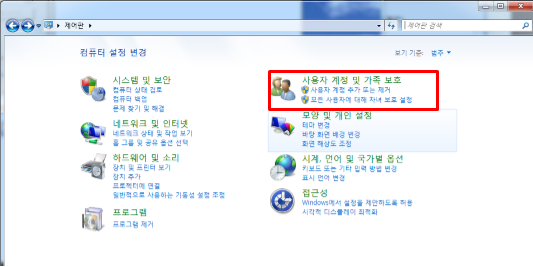 제어판
제어판 검색
컴퓨터 설정 변경
보기 기준: 범주
시스템 및 보안
컴퓨터 상태 검토
컴퓨터 백업
문제 찾기 및 해결
네트워크 및 인터넷
네트워크 상태 및 작업 보기
홈 그룹 및 공유 옵션 선택
하드웨어 및 소리
장치 및 프린터 보기
장치 추가
프로젝터에 연결
일반적으로 사용하는 기동성 설정 조정
프로그램
프로그램 제거
사용자 계정 및 가족 보호
사용자 계정 추가 또는 제거
모든 사용자에 대해 자녀 보호 설정
모양 및 개인 설정
테마 변경
바탕 화면 배경 변경
화면 해상도 조정
시계, 언어 및 국가별 옵션
키보드 또는 기타 입력 방법 변경
표시 언어 변경
접근성
Windows에서 설정을 제안하도록 허용
시각적 디스플레이 최적화